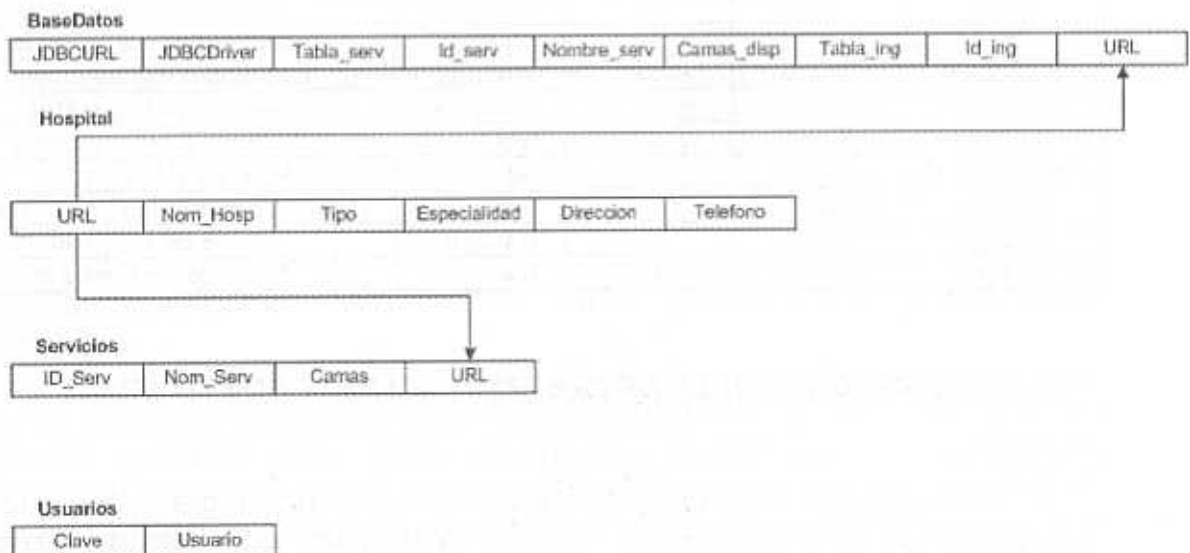 BaseDatos
JDBCURL JDBCDriver Tabla_serv Id_serv Nombre_serv Camas_disp Tabla_ing Id_ing URL
Hospital
URL Nom_Hosp Tipo Especialidad Direccion Telefono
Servicios
ID_Serv Nom_Serv Camas URL
Usuarios
Clave Usuario